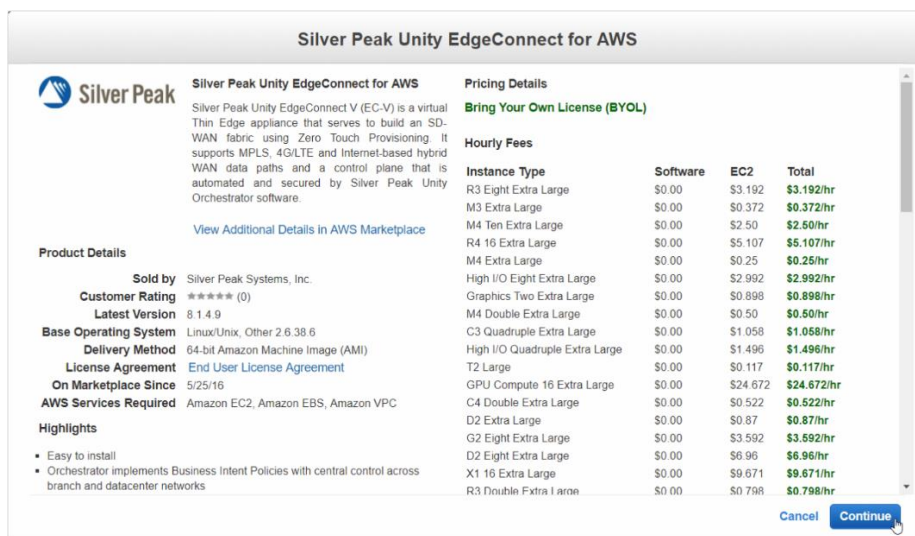 Silver Peak Unity EdgeConnect for AWS
Silver Peak
Silver Peak Unity EdgeConnect for AWS
Silver Peak Unity EdgeConnect V (EC-V) is a virtual
Thin Edge appliance that serves to build an SD-
WAN fabric using Zero Touch Provisioning. It
supports MPLS, 4G/LTE and Internet-based hybrid
WAN data paths and a control plane that is
automated and secured by Silver Peak Unity
Orchestrator software.
View Additional Details in AWS Marketplace
Product Details
Sold by Silver Peak Systems, Inc.
Customer Rating ★★★★★ (0)
Latest Version 8.1.4.9
Base Operating System Linux/Unix, Other 2.6.38.6
Delivery Method 64-bit Amazon Machine Image (AMI)
License Agreement End User License Agreement
On Marketplace Since 5/25/16
AWS Services Required Amazon EC2, Amazon EBS, Amazon VPC
Highlights
• Easy to install
• Orchestrator implements Business Intent Policies with central control across
branch and datacenter networks
Pricing Details
Bring Your Own License (BYOL)
Hourly Fees
Instance Type Software EC2 Total
R3 Eight Extra Large $0.00 $3.192 $3.192/hr
M3 Extra Large $0.00 $0.372 $0.372/hr
M4 Ten Extra Large $0.00 $2.50 $2.50/hr
R4 16 Extra Large $0.00 $5.107 $5.107/hr
M4 Extra Large $0.00 $0.25 $0.25/hr
High I/O Eight Extra Large $0.00 $2.992 $2.992/hr
Graphics Two Extra Large $0.00 $0.898 $0.898/hr
M4 Double Extra Large $0.00 $0.50 $0.50/hr
C3 Quadruple Extra Large $0.00 $1.058 $1.058/hr
High I/O Quadruple Extra Large $0.00 $1.496 $1.496/hr
T2 Large $0.00 $0.117 $0.117/hr
GPU Compute 16 Extra Large $0.00 $24.672 $24.672/hr
C4 Double Extra Large $0.00 $0.522 $0.522/hr
D2 Extra Large $0.00 $0.87 $0.87/hr
G2 Eight Extra Large $0.00 $3.592 $3.592/hr
D2 Eight Extra Large $0.00 $6.96 $6.96/hr
X1 16 Extra Large $0.00 $9.671 $9.671/hr
R3 Double Extra Large $0.00 $0.798 $0.798/hr
Cancel Continue